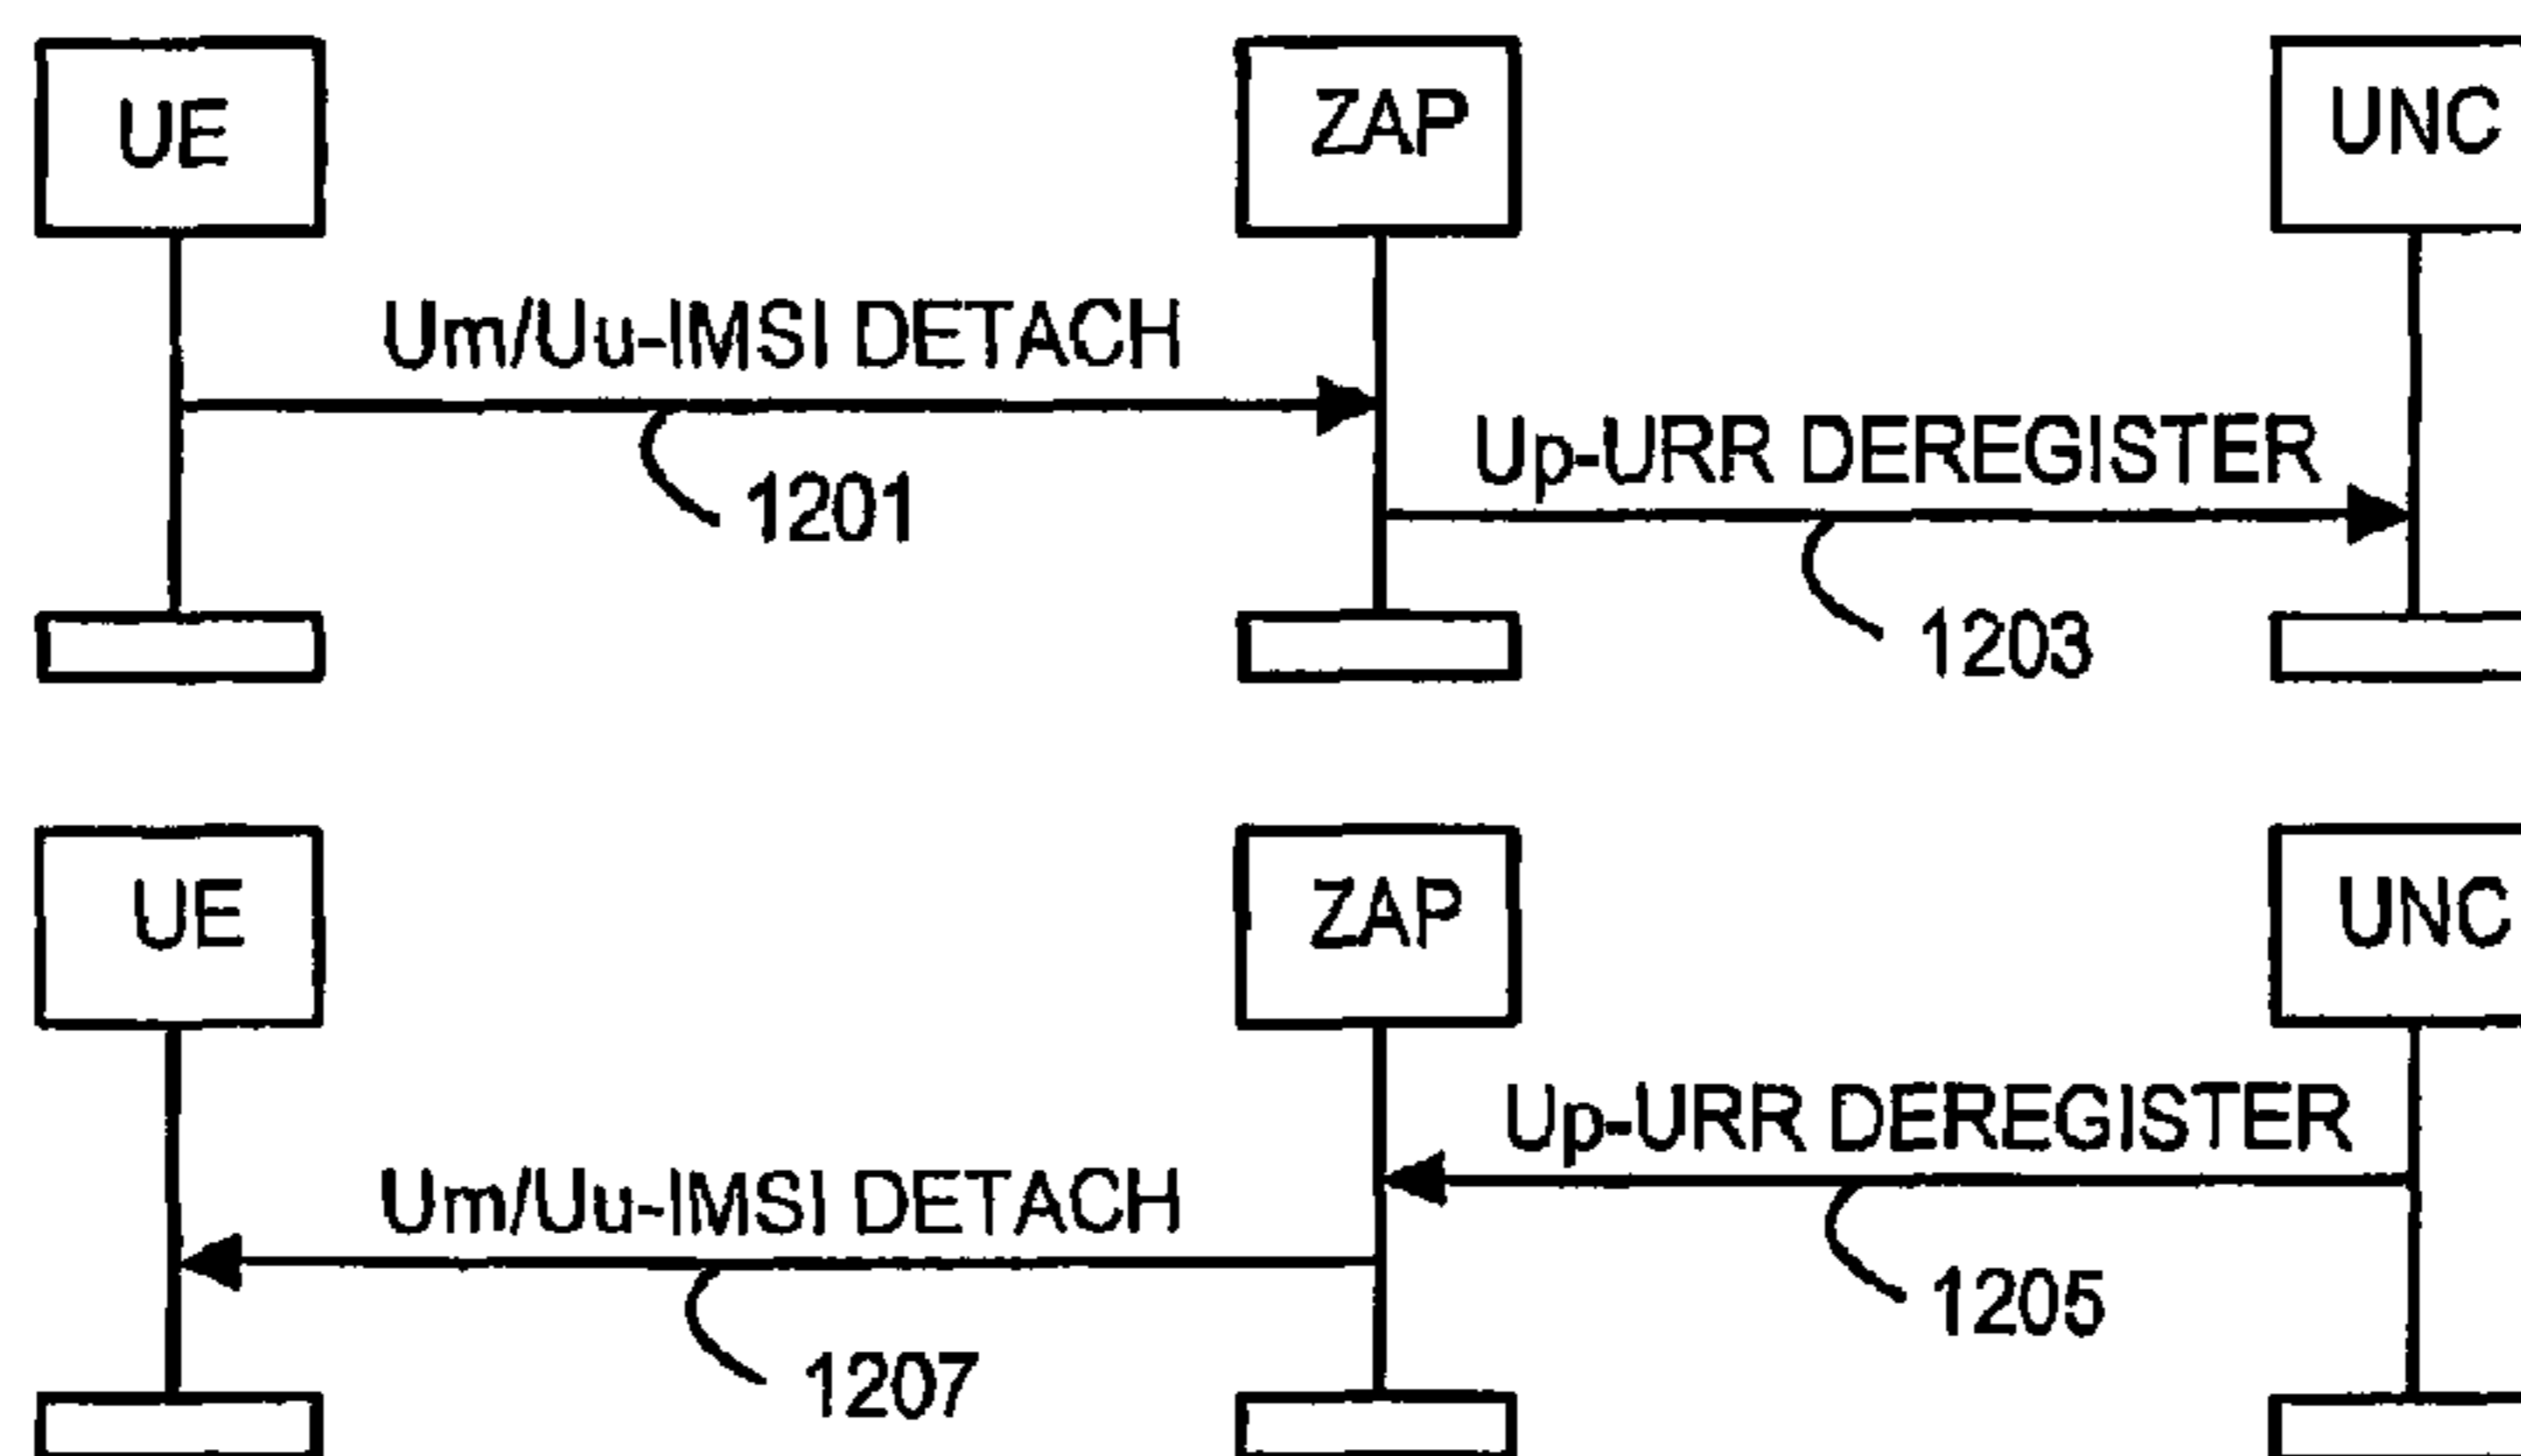 UE ZAP UNC
Um/Uu-IMSI DETACH
Up-URR DEREGISTER
1201
1203
UE ZAP UNC
Up-URR DEREGISTER
Um/Uu-IMSI DETACH
1205
1207